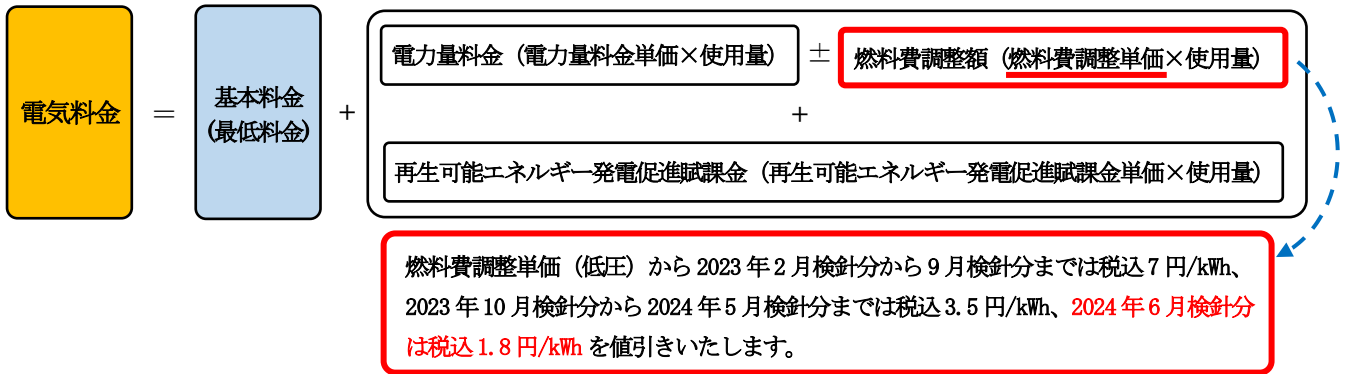 電気料金
＝
基本料金
(最低料金)
+
電力量料金（電力量料金単価×使用量）
±
燃料費調整額（燃料費調整単価×使用量）
+
再生可能エネルギー発電促進賦課金（再生可能エネルギー発電促進賦課金単価×使用量）
燃料費調整単価（低圧）から2023年2月検針分から9月検針分までは税込7円/kWh、
2023年10月検針分から2024年5月検針分までは税込3.5円/kWh、2024年6月検針分
は税込1.8円/kWhを値引きいたします。